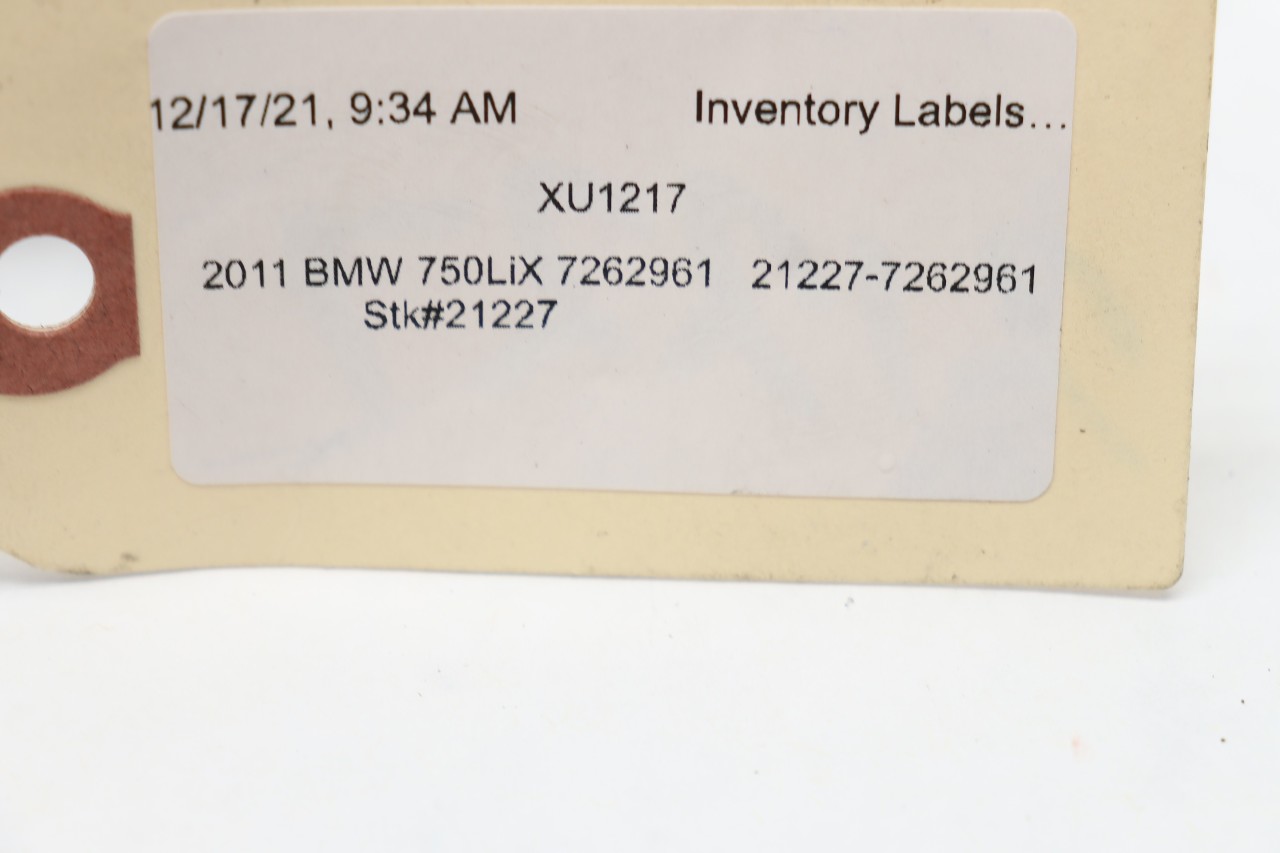 12/17/21, 9:34 AM Inventory Labels...
XU1217
2011 BMW 750LiX 7262961 21227-7262961
Stk#21227